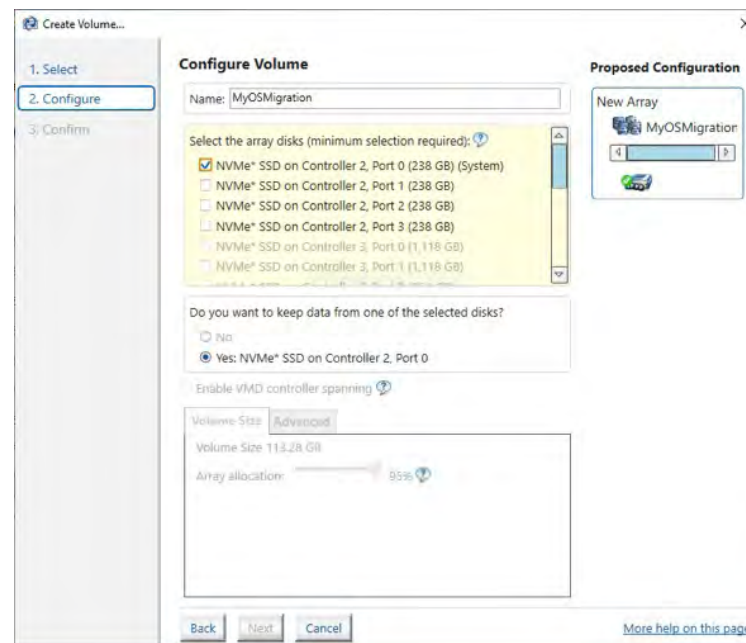 Create Volume...
1. Select
2. Configure
3. Confirm
Configure Volume
Name: MyOSMigration
Select the array disks (minimum selection required):
NVMe* SSD on Controller 2, Port 0 (238 GB) (System)
NVMe* SSD on Controller 2, Port 1 (238 GB)
NVMe* SSD on Controller 2, Port 2 (238 GB)
NVMe* SSD on Controller 2, Port 3 (238 GB)
NVMe* SSD on Controller 3, Port 0 (1,118 GB)
NVMe* SSD on Controller 3, Port 1 (1,118 GB)
Do you want to keep data from one of the selected disks?
No
Yes: NVMe* SSD on Controller 2, Port 0
Enable VMD controller spanning
Volume Size Advanced
Volume Size 113.28 GB
Array allocation: 95%
Back Next Cancel
More help on this page
Proposed Configuration
New Array
MyOSMigration